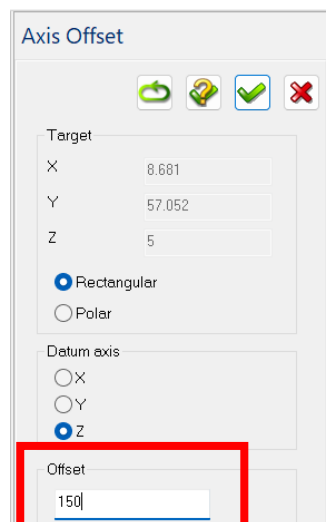 Axis Offset
Target
X 8.681
Y 57.052
Z 5
Rectangular
Polar
Datum axis
X
Y
Z
Offset
150